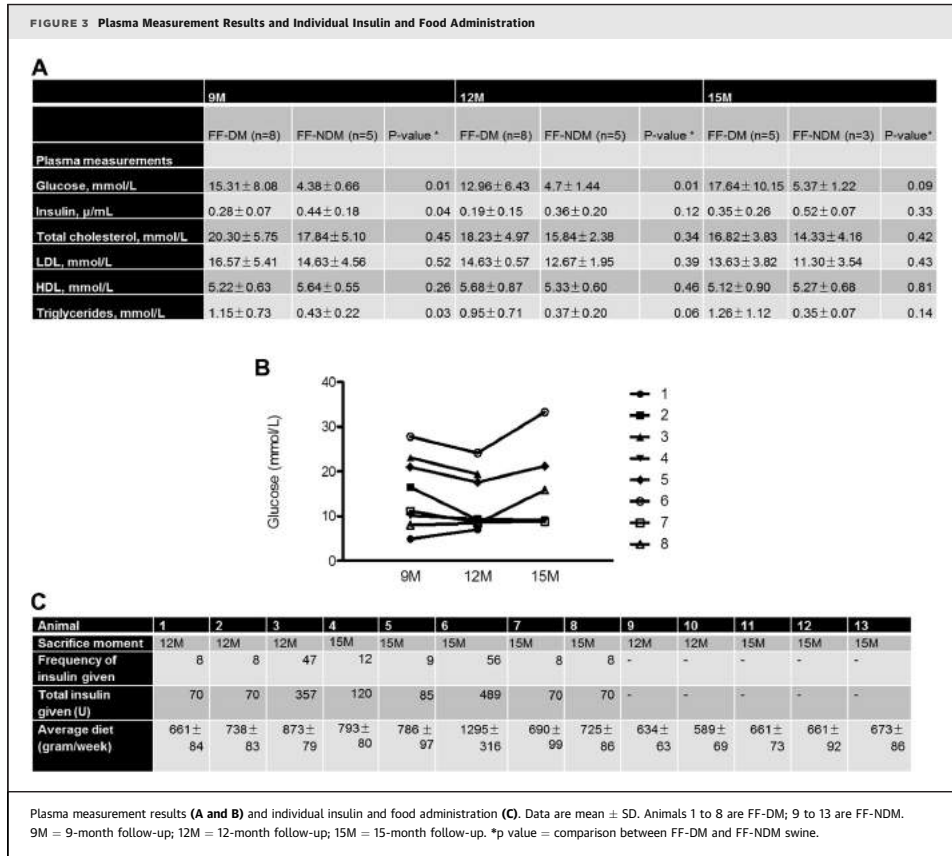 FIGURE 3 Plasma Measurement Results and Individual Insulin and Food Administration
A
9M 12M 15M
FF-DM (n=8) FF-NDM (n=5) P-value * FF-DM (n=8) FF-NDM (n=5) P-value * FF-DM (n=5) FF-NDM (n=3) P-value*
Plasma measurements
Glucose, mmol/L 15.31±8.08 4.38±0.66 0.01 12.96±6.43 4.7±1.44 0.01 17.64±10.15 5.37±1.22 0.09
Insulin, μ/mL 0.28±0.07 0.44±0.18 0.04 0.19±0.15 0.36±0.20 0.12 0.35±0.26 0.52±0.07 0.33
Total cholesterol, mmol/L 20.30±5.75 17.84±5.10 0.45 18.23±4.97 15.84±2.38 0.34 16.82±3.83 14.33±4.16 0.42
LDL, mmol/L 16.57±5.41 14.63±4.56 0.52 14.63±0.57 12.67±1.95 0.39 13.63±3.82 11.30±3.54 0.43
HDL, mmol/L 5.22±0.63 5.64±0.55 0.26 5.68±0.87 5.33±0.60 0.46 5.12±0.90 5.27±0.68 0.81
Triglycerides, mmol/L 1.15±0.73 0.43±0.22 0.03 0.95±0.71 0.37±0.20 0.06 1.26±1.12 0.35±0.07 0.14
B
Glucose (mmol/L)
40
30
20
10
0
9M 12M 15M
1
2
3
4
5
6
7
8
C
Animal 1 2 3 4 5 6 7 8 9 10 11 12 13
Sacrifice moment 12M 12M 12M 15M 15M 15M 15M 15M 12M 12M 15M 15M 15M
Frequency of 8 8 47 12 9 56 8 8 - - - - -
insulin given
Total insulin 70 70 357 120 85 489 70 70 - - - - -
given (U)
Average diet 661± 738± 873± 793± 786± 1295± 690± 725± 634± 589± 661± 661± 673±
(gram/week) 84 83 79 80 97 316 99 86 63 69 73 92 86
Plasma measurement results (A and B) and individual insulin and food administration (C). Data are mean ± SD. Animals 1 to 8 are FF-DM; 9 to 13 are FF-NDM.
9M = 9-month follow-up; 12M = 12-month follow-up; 15M = 15-month follow-up. *p value = comparison between FF-DM and FF-NDM swine.